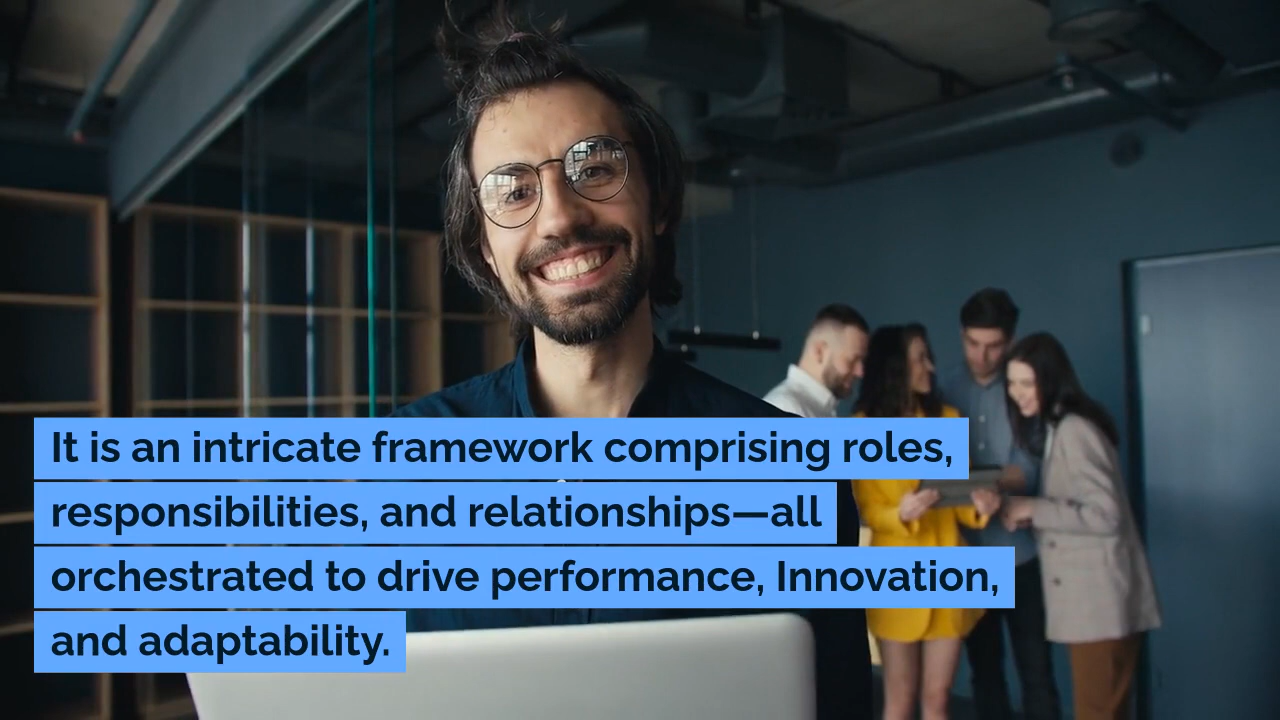 It is an intricate framework comprising roles,
responsibilities, and relationships—all
orchestrated to drive performance, Innovation,
and adaptability.